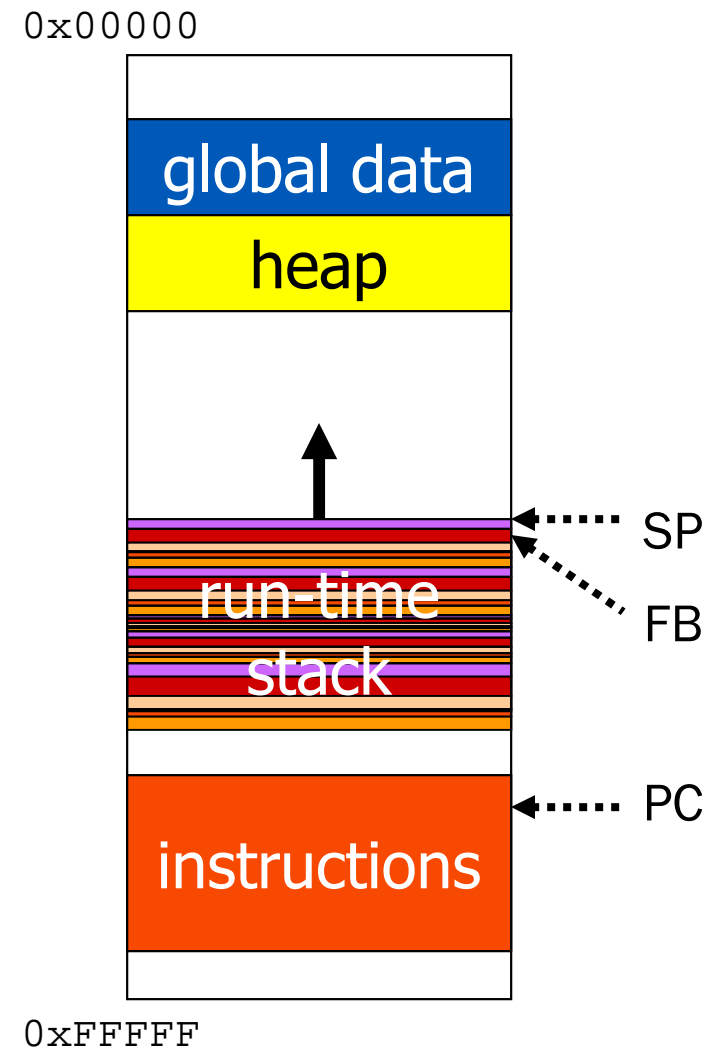 0x00000
global data
heap
SP
run-time
FB
stack
PC
instructions
0xFFFFF